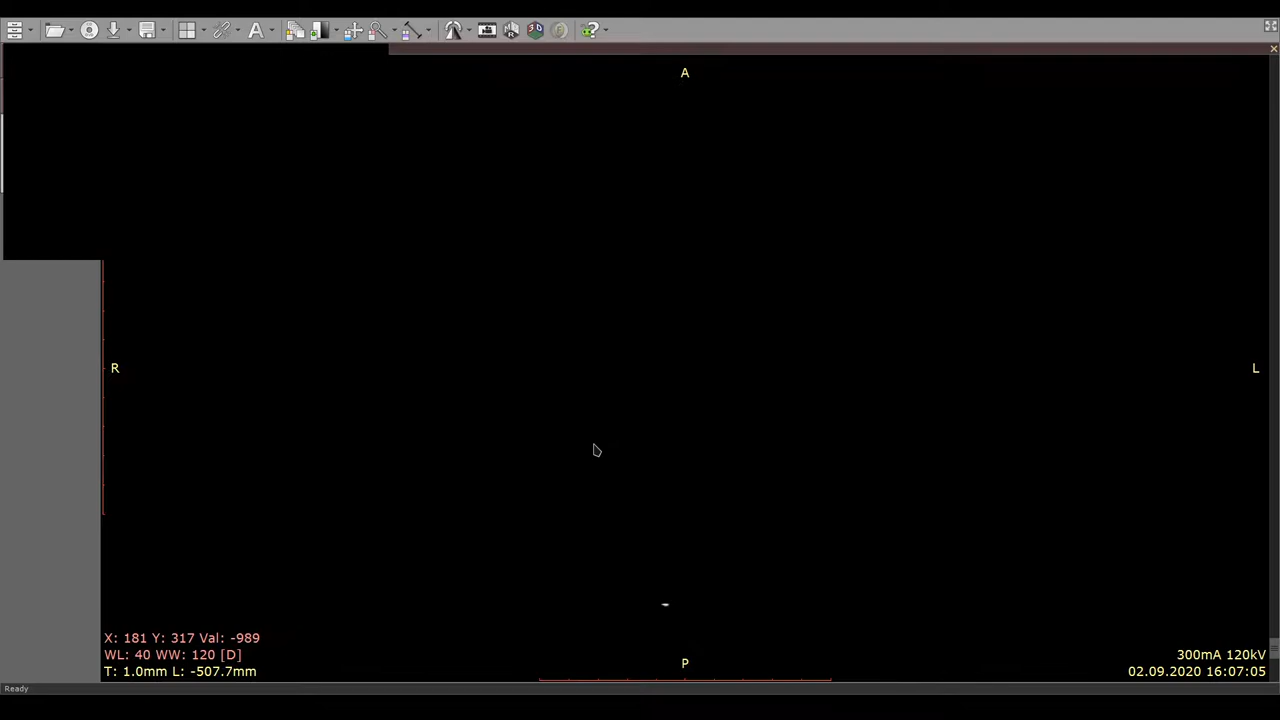 A
A
R
L
X: 181 Y: 317 Val: -989
WL: 40 WW: 120 [D]
T: 1.0mm L: -507.7mm
P
300mA 120kV
02.09.2020 16:07:05
Ready